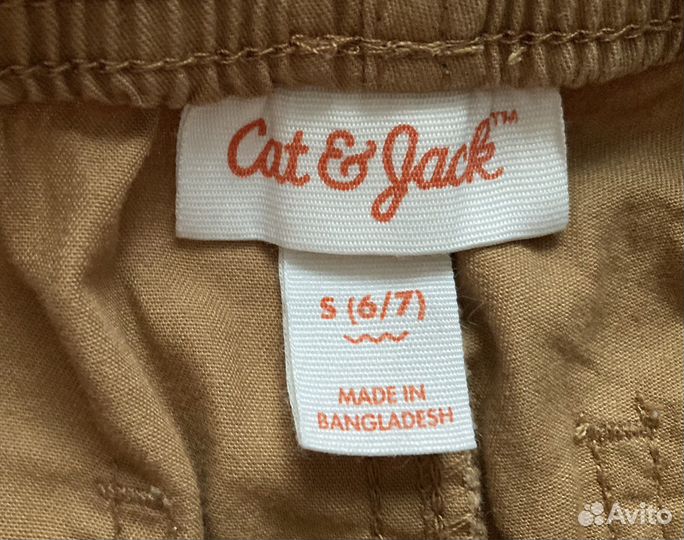 Cat & Jack™
S (6/7)
MADE IN
BANGLADESH
Avito